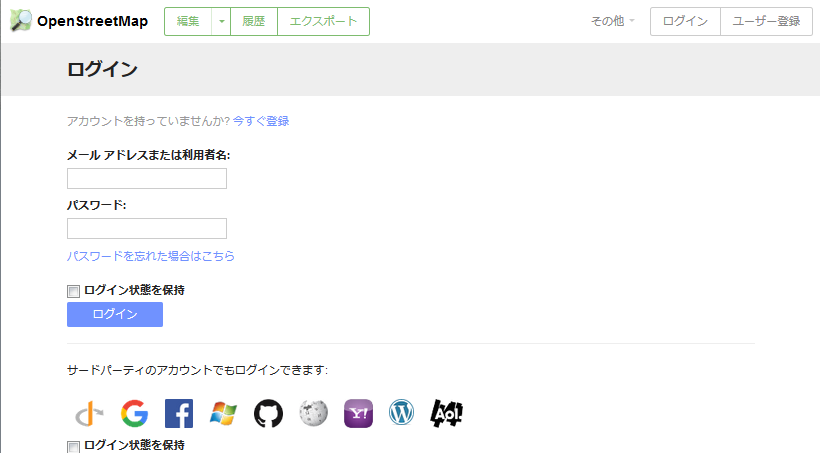 OpenStreetMap 編集 履歴 エクスポート その他 ログイン ユーザー登録
ログイン
アカウントを持っていませんか? 今すぐ登録
メール アドレスまたは利用者名:
パスワード:
パスワードを忘れた場合はこちら
ログイン状態を保持
ログイン
サードパーティのアカウントでもログインできます:
Y! Aol.
ログイン状態を保持